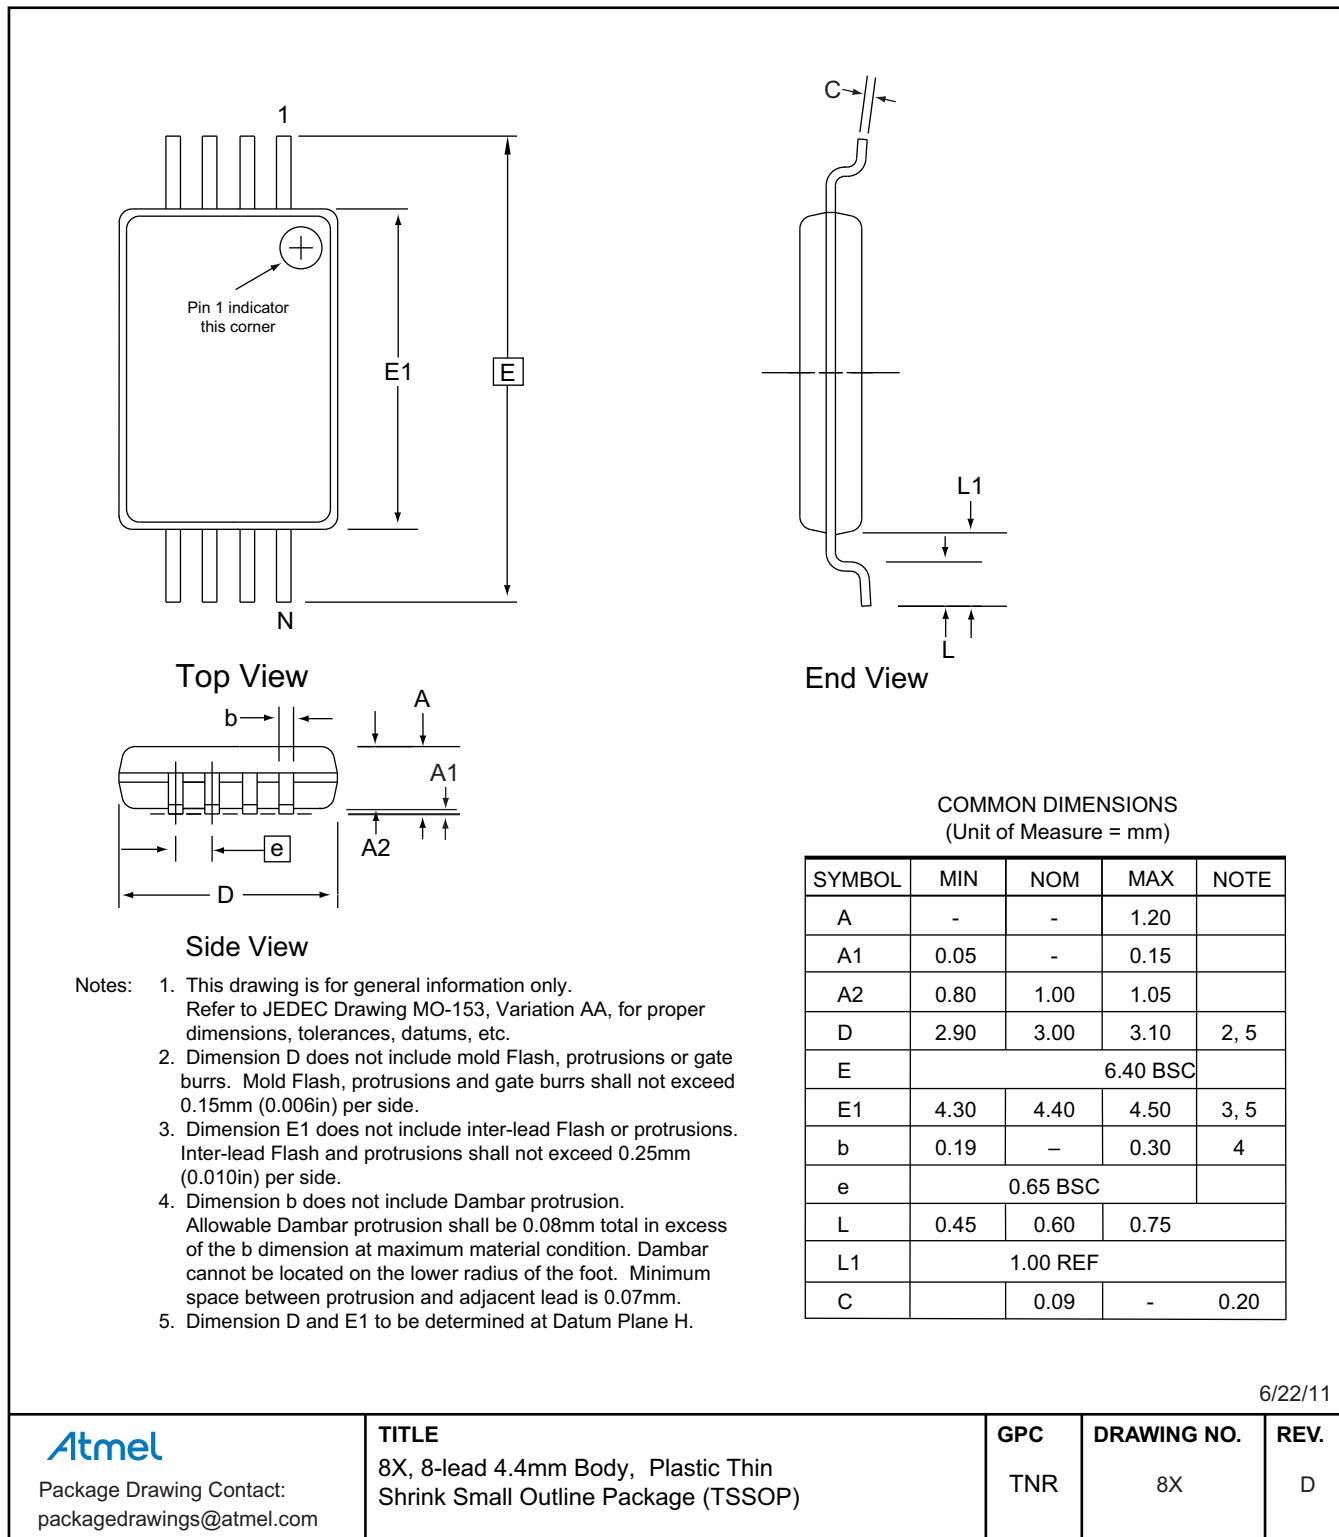 1
C
Pin 1 indicator
this corner
E1
E
L1
N
L
Top View
End View
b
A
A1
e
A2
D
Side View
COMMON DIMENSIONS
(Unit of Measure = mm)
SYMBOL MIN NOM MAX NOTE
A - - 1.20
A1 0.05 - 0.15
A2 0.80 1.00 1.05
D 2.90 3.00 3.10 2, 5
E 6.40 BSC
E1 4.30 4.40 4.50 3, 5
b 0.19 – 0.30 4
e 0.65 BSC
L 0.45 0.60 0.75
L1 1.00 REF
C 0.09 - 0.20
Notes: 1. This drawing is for general information only.
Refer to JEDEC Drawing MO-153, Variation AA, for proper
dimensions, tolerances, datums, etc.
2. Dimension D does not include mold Flash, protrusions or gate
burrs. Mold Flash, protrusions and gate burrs shall not exceed
0.15mm (0.006in) per side.
3. Dimension E1 does not include inter-lead Flash or protrusions.
Inter-lead Flash and protrusions shall not exceed 0.25mm
(0.010in) per side.
4. Dimension b does not include Dambar protrusion.
Allowable Dambar protrusion shall be 0.08mm total in excess
of the b dimension at maximum material condition. Dambar
cannot be located on the lower radius of the foot. Minimum
space between protrusion and adjacent lead is 0.07mm.
5. Dimension D and E1 to be determined at Datum Plane H.
6/22/11
Atmel
Package Drawing Contact:
packagedrawings@atmel.com
TITLE
8X, 8-lead 4.4mm Body, Plastic Thin
Shrink Small Outline Package (TSSOP)
GPC
TNR
DRAWING NO.
8X
REV.
D